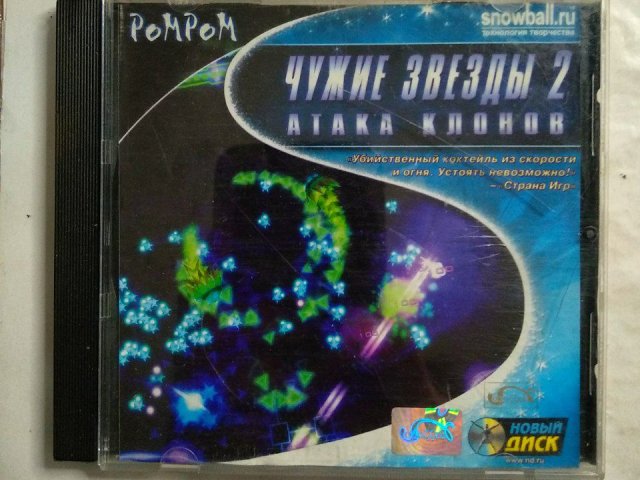 PoMPoM
snowball.ru
технология творчества
ЧУЖИЕ ЗВЕЗДЫ 2
АТАКА КЛОНОВ
«Убийственный коктейль из скорости
и огня. Устоять невозможно!»
– «Страна Игр»
НОВЫЙ
ДИСК
www.nd.ru